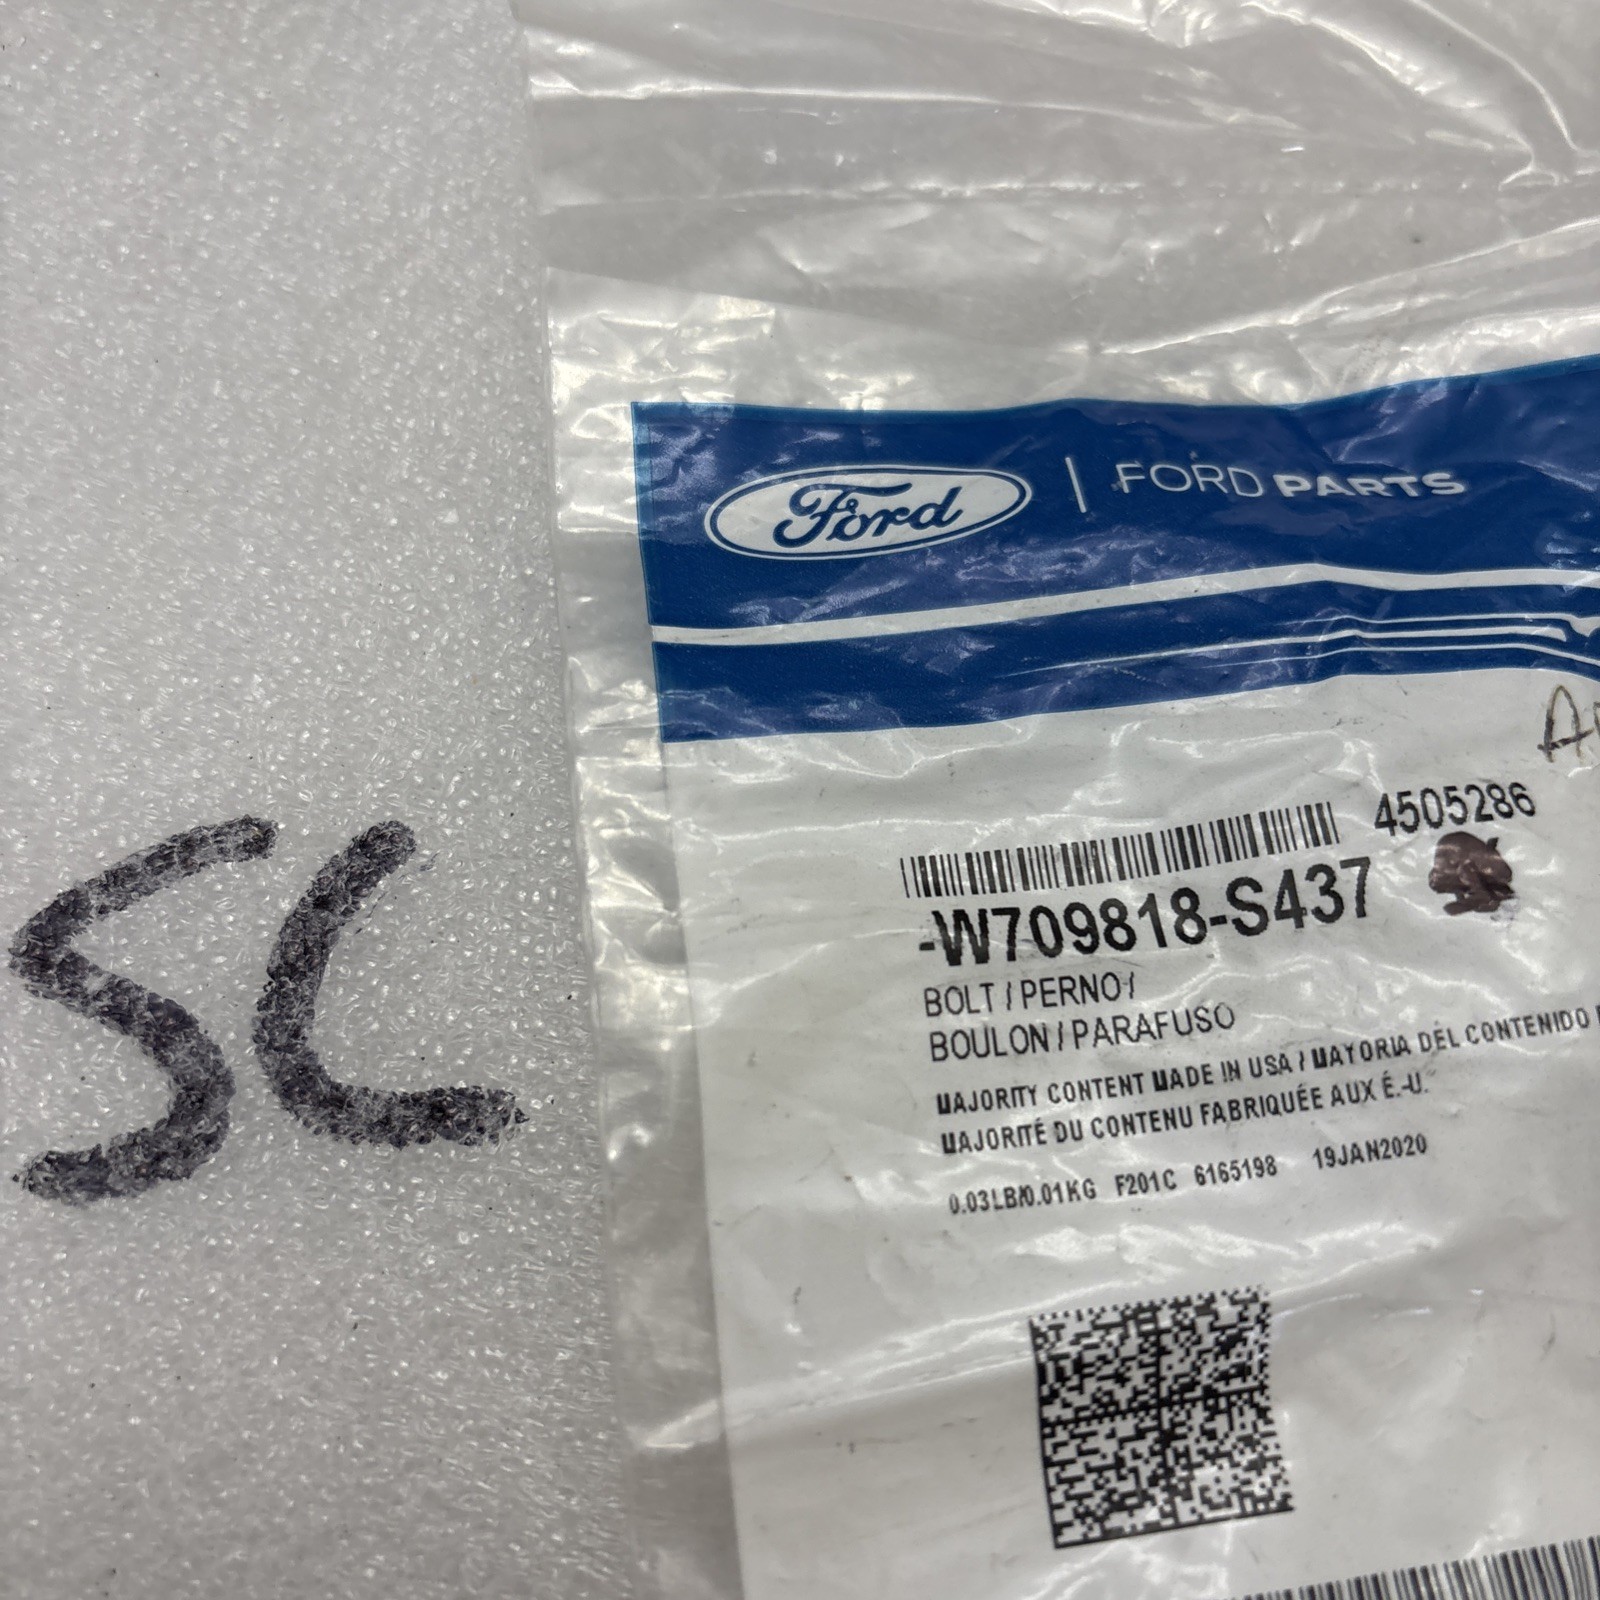 SC
Ford | FORD PARTS
4505286
-W709818-S437
BOLT / PERNO /
BOULON / PARAFUSO
MAJORITY CONTENT MADE IN USA / MAYORIA DEL CONTENIDO
MAJORITÉ DU CONTENU FABRIQUÉE AUX É.-U.
0.03LB/0.01KG F201C 6165198 19JAN2020